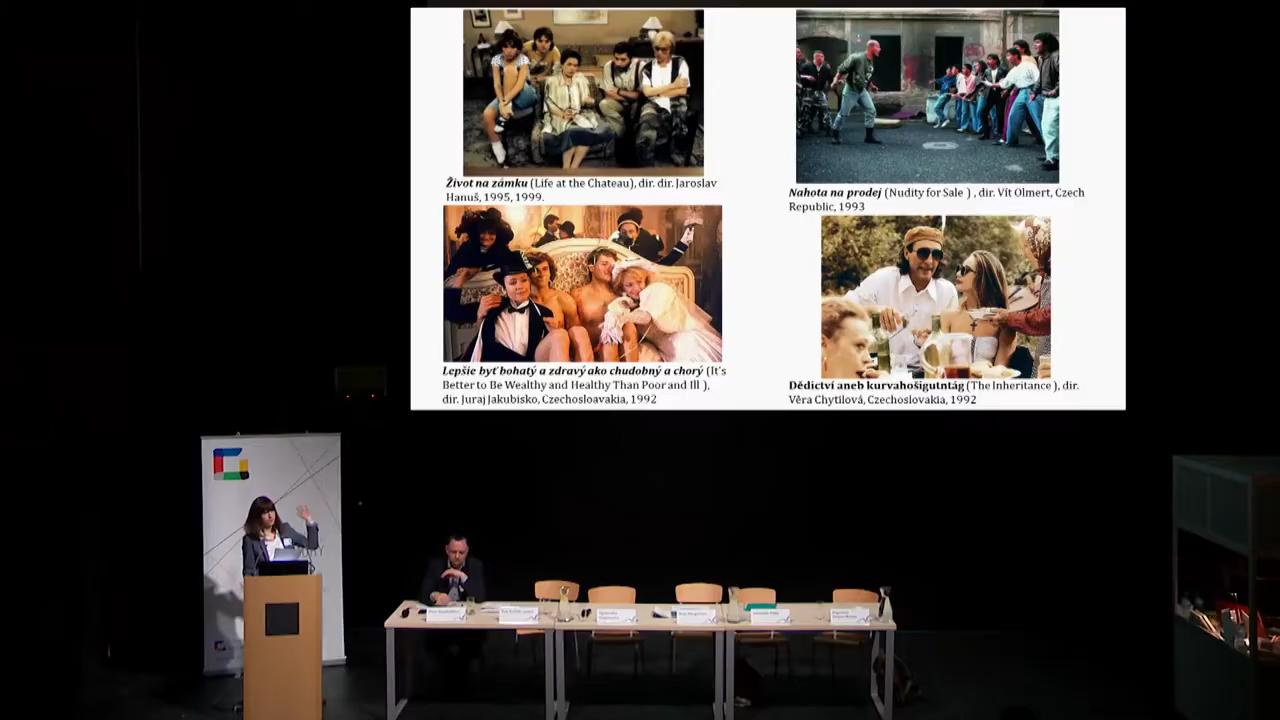 Život na zámku (Life at the Chateau), dir. dir. Jaroslav
Hanuš, 1995, 1999.
Nahota na prodej (Nudity for Sale ) , dir. Vít Olmert, Czech
Republic, 1993
Lepšie byť bohatý a zdravý ako chudobný a chorý (It's
Better to Be Wealthy and Healthy Than Poor and Ill ),
dir. Juraj Jakubisko, Czechosloavakia, 1992
Dědictví aneb kurvahošigutntág (The Inheritance ), dir.
Věra Chytilová, Czechoslovakia, 1992